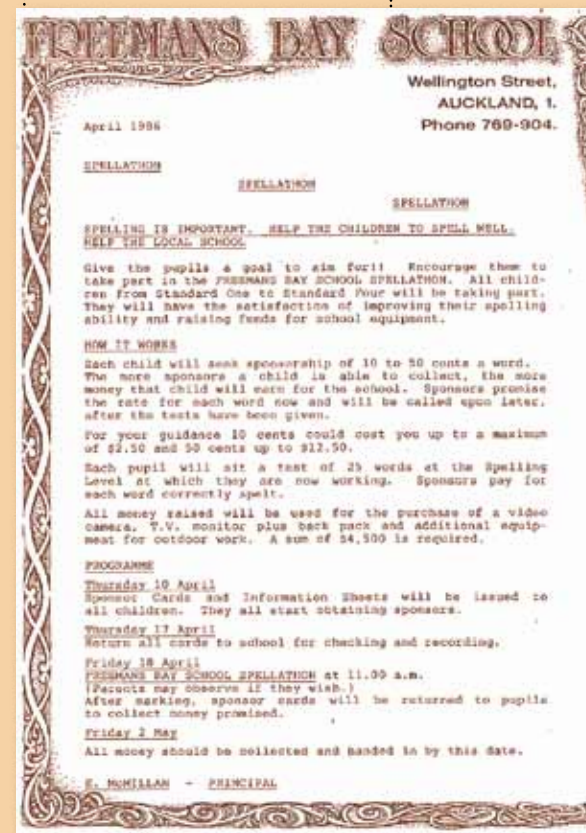 FREEMANS BAY SCHOOL
Wellington Street,
AUCKLAND, 1.
Phone 769-904.
April 1986
SPELLATHON
SPELLATHON
SPELLATHON
SPELLING IS IMPORTANT. HELP THE CHILDREN TO SPELL WELL.
HELP THE LOCAL SCHOOL
Give the pupils a goal to aim for!! Encourage them to
take part in the FREEMANS BAY SCHOOL SPELLATHON. All child-
ren from Standard One to Standard Four will be taking part.
They will have the satisfaction of improving their spelling
ability and raising funds for school equipment.
HOW IT WORKS
Each child will seek sponsorship of 10 to 50 cents a word.
The more sponsors a child is able to collect, the more
money that child will earn for the school. Sponsors promise
the rate for each word now and will be called upon later,
after the tests have been given.
For your guidance 10 cents could cost you up to a maximum
of $2.50 and 50 cents up to $12.50.
Each pupil will sit a test of 25 words at the Spelling
Level at which they are now working. Sponsors pay for
each word correctly spelt.
All money raised will be used for the purchase of a video
camera, T.V. monitor plus back pack and additional equip-
ment for outdoor work. A sum of $4,500 is required.
PROGRAMME
Thursday 10 April
Sponsor Cards and Information Sheets will be issued to
all children. They all start obtaining sponsors.
Thursday 17 April
Return all cards to school for checking and recording.
Friday 18 April
FREEMANS BAY SCHOOL SPELLATHON at 11.00 a.m.
(Parents may observe if they wish.)
After marking, sponsor cards will be returned to pupils
to collect money promised.
Friday 2 May
All money should be collected and handed in by this date.
McMILLAN - PRINCIPAL